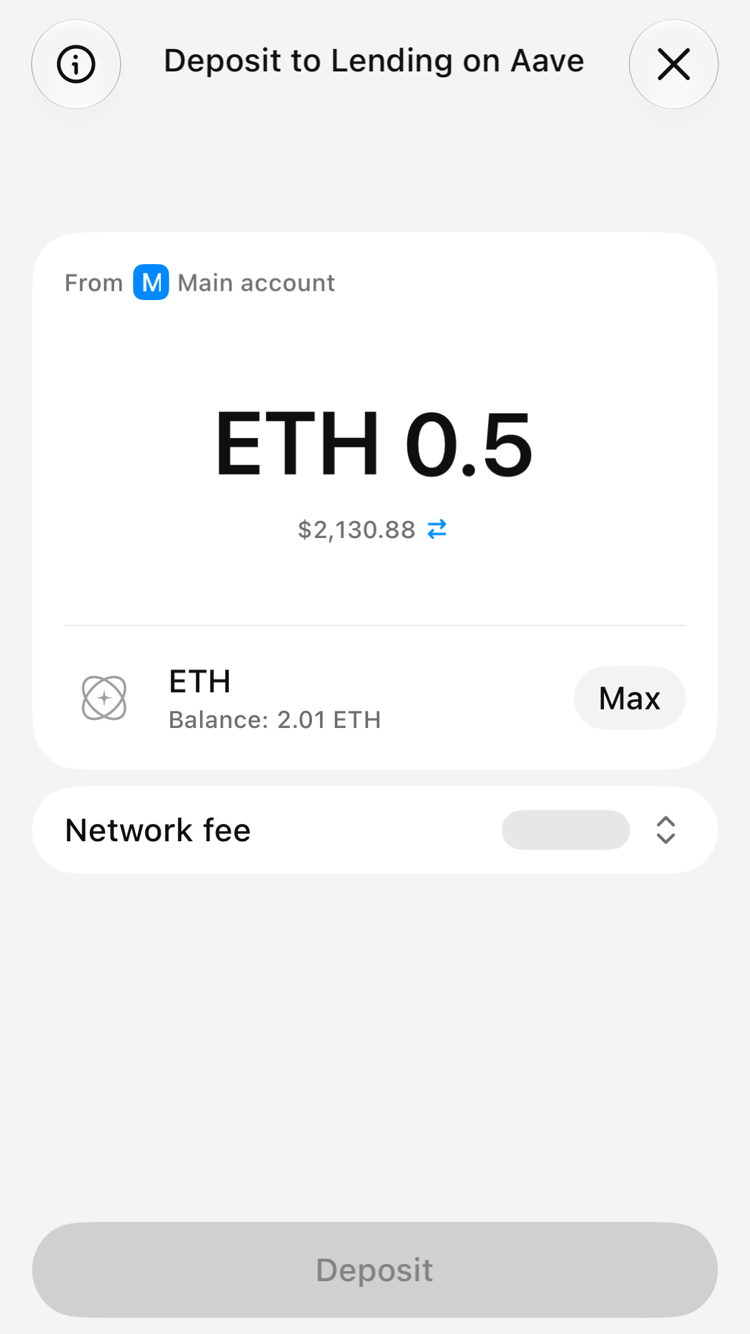 Deposit to Lending on Aave
From M Main account
ETH 0.5
$2,130.88
ETH
Balance: 2.01 ETH
Max
Network fee
Deposit